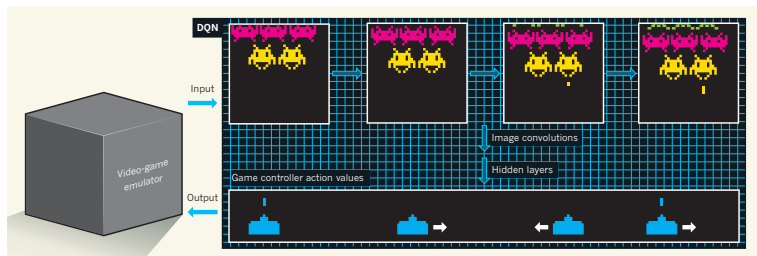 DQN
Input
Image convolutions
Video-game
emulator
Hidden layers
Game controller action values
Output